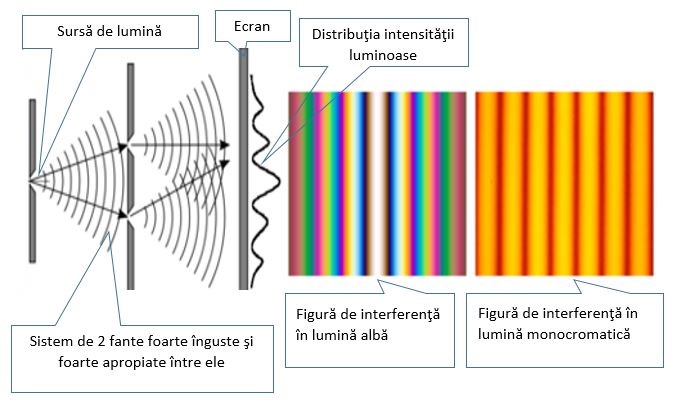 Sursă de lumină
Ecran
Distribuţia intensităţii
luminoase
Sistem de 2 fante foarte înguste şi
foarte apropiate între ele
Figură de interferenţă
în lumină albă
Figură de interferenţă în
lumină monocromatică